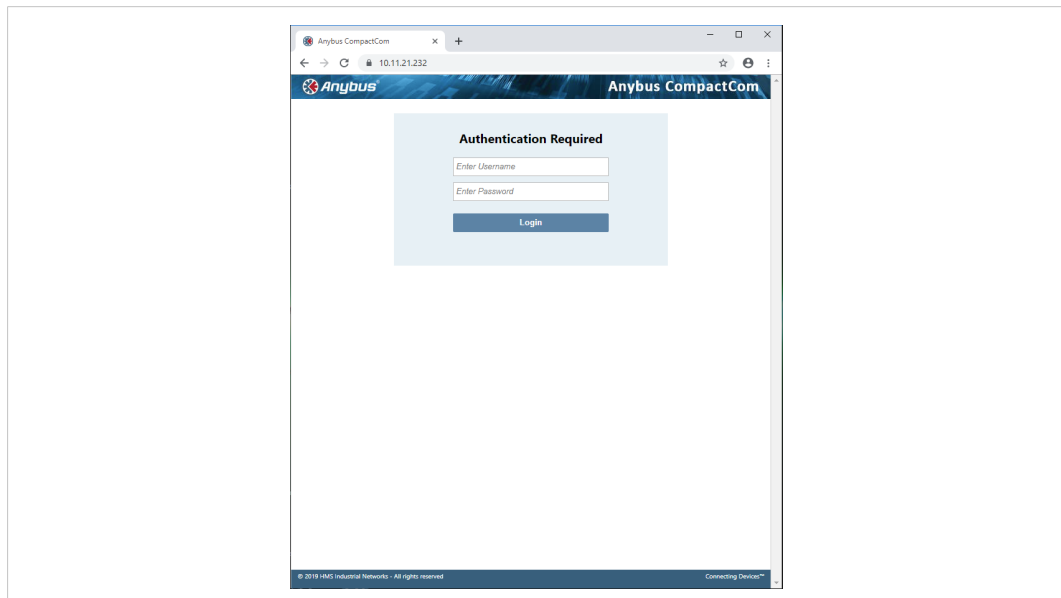 Anybus CompactCom
10.11.21.232
Anybus®
Anybus CompactCom
Authentication Required
Enter Username
Enter Password
Login
© 2019 HMS Industrial Networks - All rights reserved
Connecting Devices™